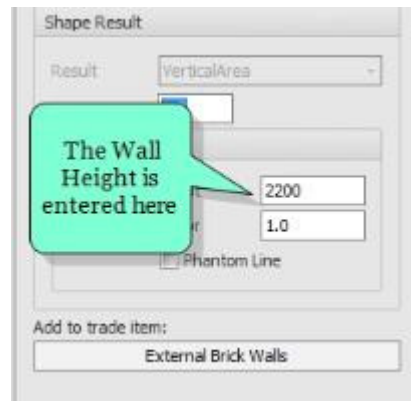 Shape Result
Result
VerticalArea
The Wall
Height is
entered here
2200
1.0
Phantom Line
Add to trade item:
External Brick Walls